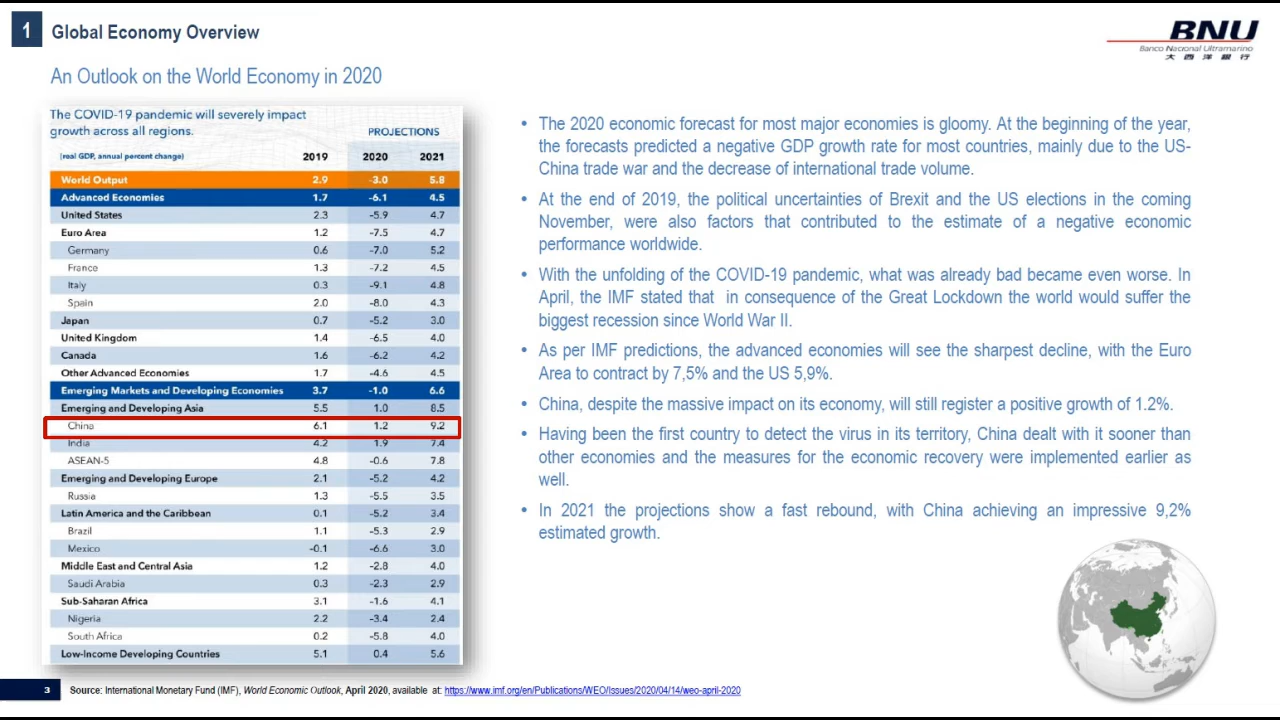 1
Global Economy Overview
BNU
Banco Nacional Ultramarino
大西洋銀行
An Outlook on the World Economy in 2020
The COVID-19 pandemic will severely impact
growth across all regions.
PROJECTIONS
(real GDP, annual percent change) 2019 2020 2021
World Output 2.9 -3.0 5.8
Advanced Economies 1.7 -6.1 4.5
United States 2.3 -5.9 4.7
Euro Area 1.2 -7.5 4.7
Germany 0.6 -7.0 5.2
France 1.3 -7.2 4.5
Italy 0.3 -9.1 4.8
Spain 2.0 -8.0 4.3
Japan 0.7 -5.2 3.0
United Kingdom 1.4 -6.5 4.0
Canada 1.6 -6.2 4.2
Other Advanced Economies 1.7 -4.6 4.5
Emerging Markets and Developing Economies 3.7 -1.0 6.6
Emerging and Developing Asia 5.5 1.0 8.5
China 6.1 1.2 9.2
India 4.2 1.9 7.4
ASEAN-5 4.8 -0.6 7.8
Emerging and Developing Europe 2.1 -5.2 4.2
Russia 1.3 -5.5 3.5
Latin America and the Caribbean 0.1 -5.2 3.4
Brazil 1.1 -5.3 2.9
Mexico -0.1 -6.6 3.0
Middle East and Central Asia 1.2 -2.8 4.0
Saudi Arabia 0.3 -2.3 2.9
Sub-Saharan Africa 3.1 -1.6 4.1
Nigeria 2.2 -3.4 2.4
South Africa 0.2 -5.8 4.0
Low-Income Developing Countries 5.1 0.4 5.6
• The 2020 economic forecast for most major economies is gloomy. At the beginning of the year,
the forecasts predicted a negative GDP growth rate for most countries, mainly due to the US-
China trade war and the decrease of international trade volume.
• At the end of 2019, the political uncertainties of Brexit and the US elections in the coming
November, were also factors that contributed to the estimate of a negative economic
performance worldwide.
• With the unfolding of the COVID-19 pandemic, what was already bad became even worse. In
April, the IMF stated that in consequence of the Great Lockdown the world would suffer the
biggest recession since World War II.
• As per IMF predictions, the advanced economies will see the sharpest decline, with the Euro
Area to contract by 7,5% and the US 5,9%.
• China, despite the massive impact on its economy, will still register a positive growth of 1.2%.
• Having been the first country to detect the virus in its territory, China dealt with it sooner than
other economies and the measures for the economic recovery were implemented earlier as
well.
• In 2021 the projections show a fast rebound, with China achieving an impressive 9,2%
estimated growth.
3
Source: International Monetary Fund (IMF), World Economic Outlook, April 2020, available at: https://www.imf.org/en/Publications/WEO/Issues/2020/04/14/weo-april-2020